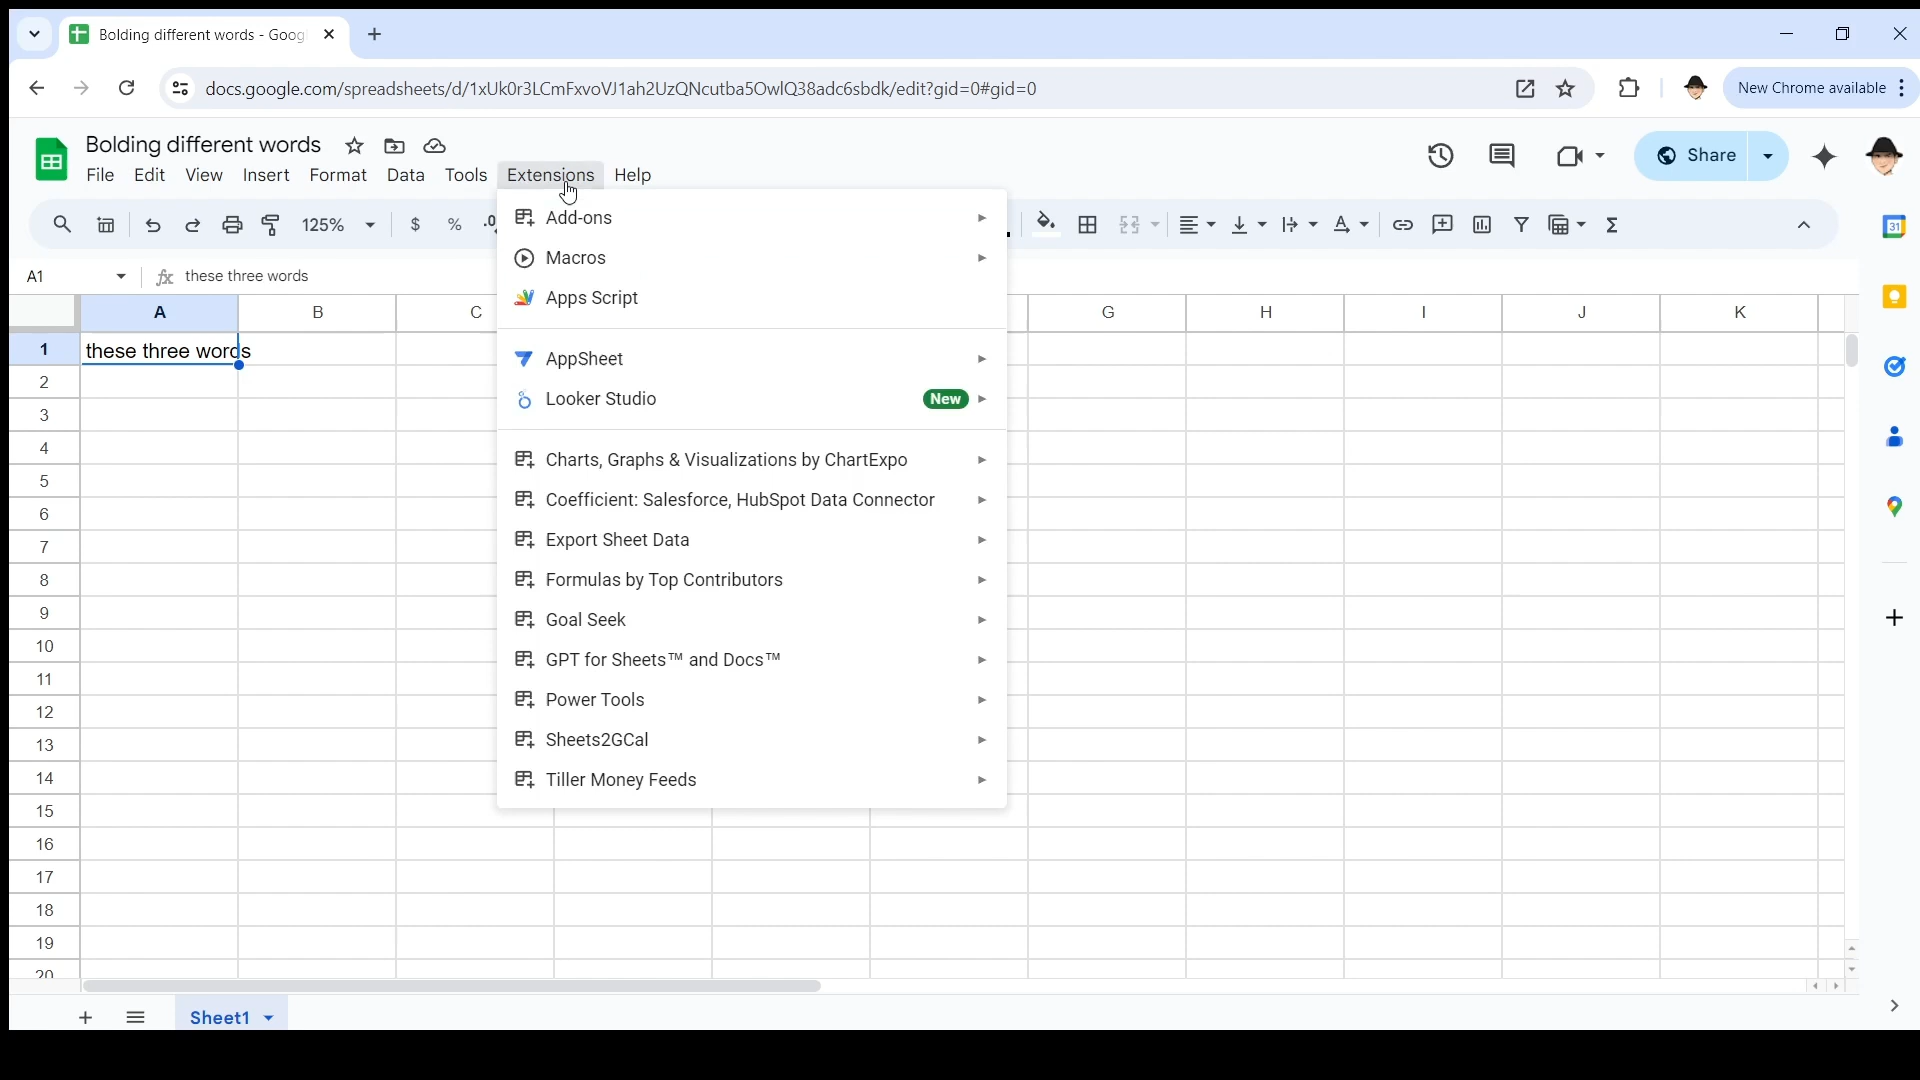 Bolding different words - Goog
docs.google.com/spreadsheets/d/1xUk0r3LCmFxvoVJ1ah2UzQNcutba5OwlQ38adc6sbdk/edit?gid=0#gid=0
New Chrome available
Bolding different words
File Edit View Insert Format Data Tools Extensions Help
Share
125% $ % .0
A1 fx these three words
A B C G H I J K
1 these three words
2
3
4
5
6
7
8
9
10
11
12
13
14
15
16
17
18
19
20
Add-ons
Macros
Apps Script
AppSheet
Looker Studio New
Charts, Graphs & Visualizations by ChartExpo
Coefficient: Salesforce, HubSpot Data Connector
Export Sheet Data
Formulas by Top Contributors
Goal Seek
GPT for Sheets™ and Docs™
Power Tools
Sheets2GCal
Tiller Money Feeds
31
Sheet1